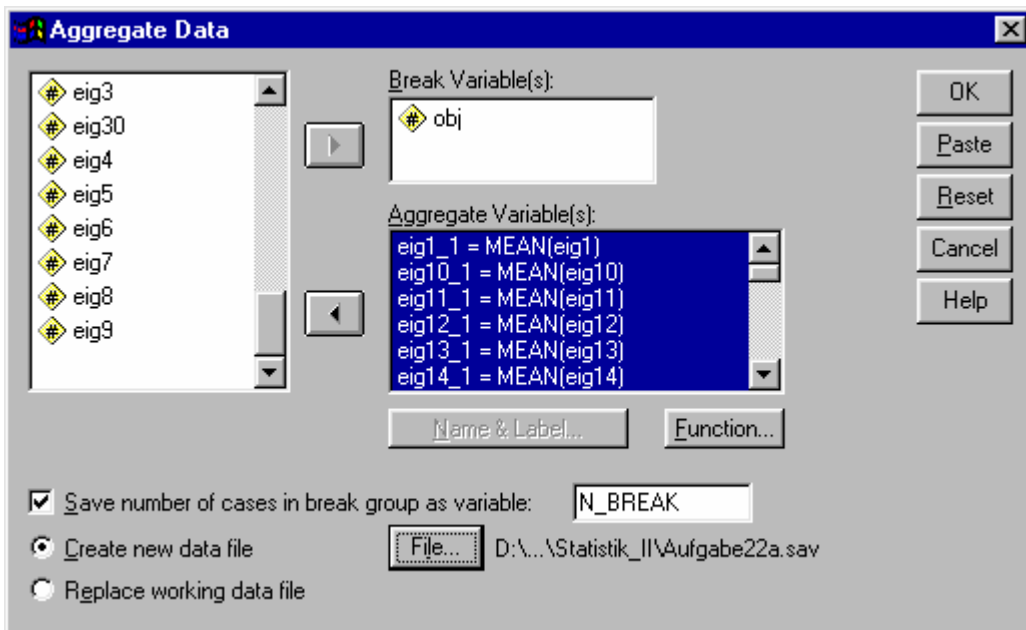 Aggregate Data
eig3
eig30
eig4
eig5
eig6
eig7
eig8
eig9
Break Variable(s):
obj
Aggregate Variable(s):
eig1_1 = MEAN(eig1)
eig10_1 = MEAN(eig10)
eig11_1 = MEAN(eig11)
eig12_1 = MEAN(eig12)
eig13_1 = MEAN(eig13)
eig14_1 = MEAN(eig14)
Name & Label...
Function...
OK
Paste
Reset
Cancel
Help
Save number of cases in break group as variable: N_BREAK
Create new data file
File... D:\...\Statistik_II\Aufgabe22a.sav
Replace working data file